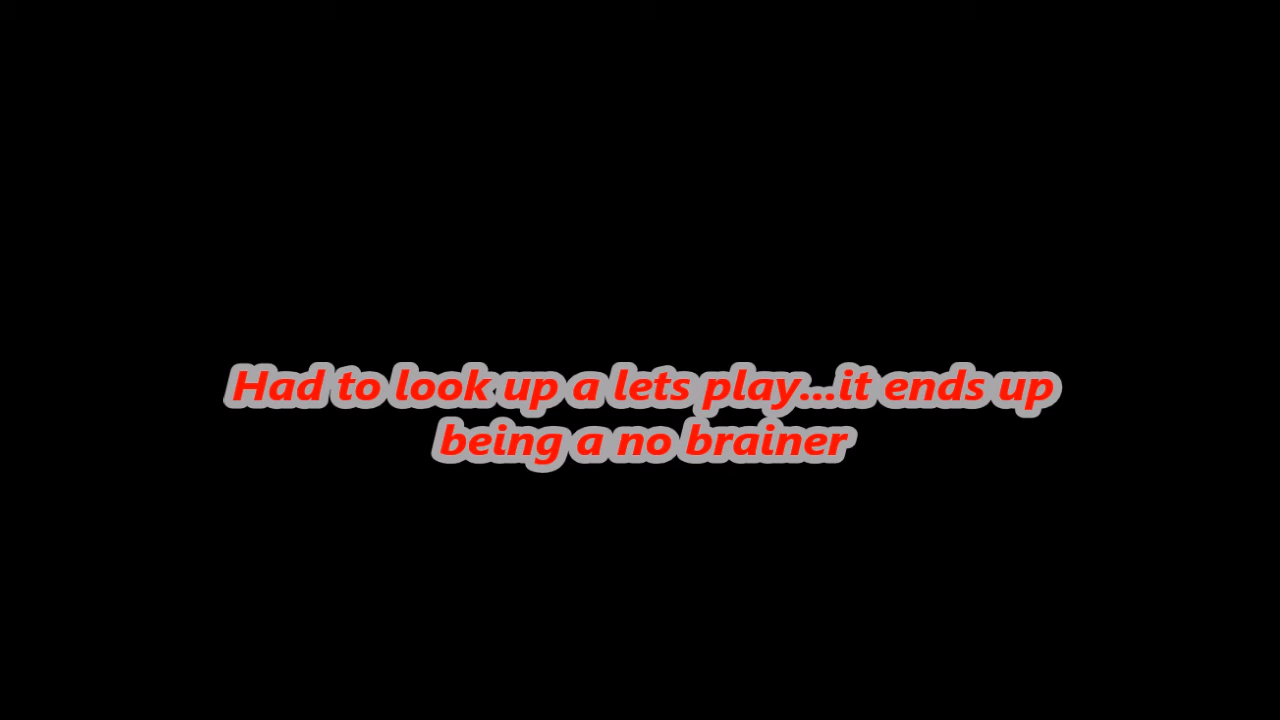 Had to look up a lets play...it ends up
being a no brainer